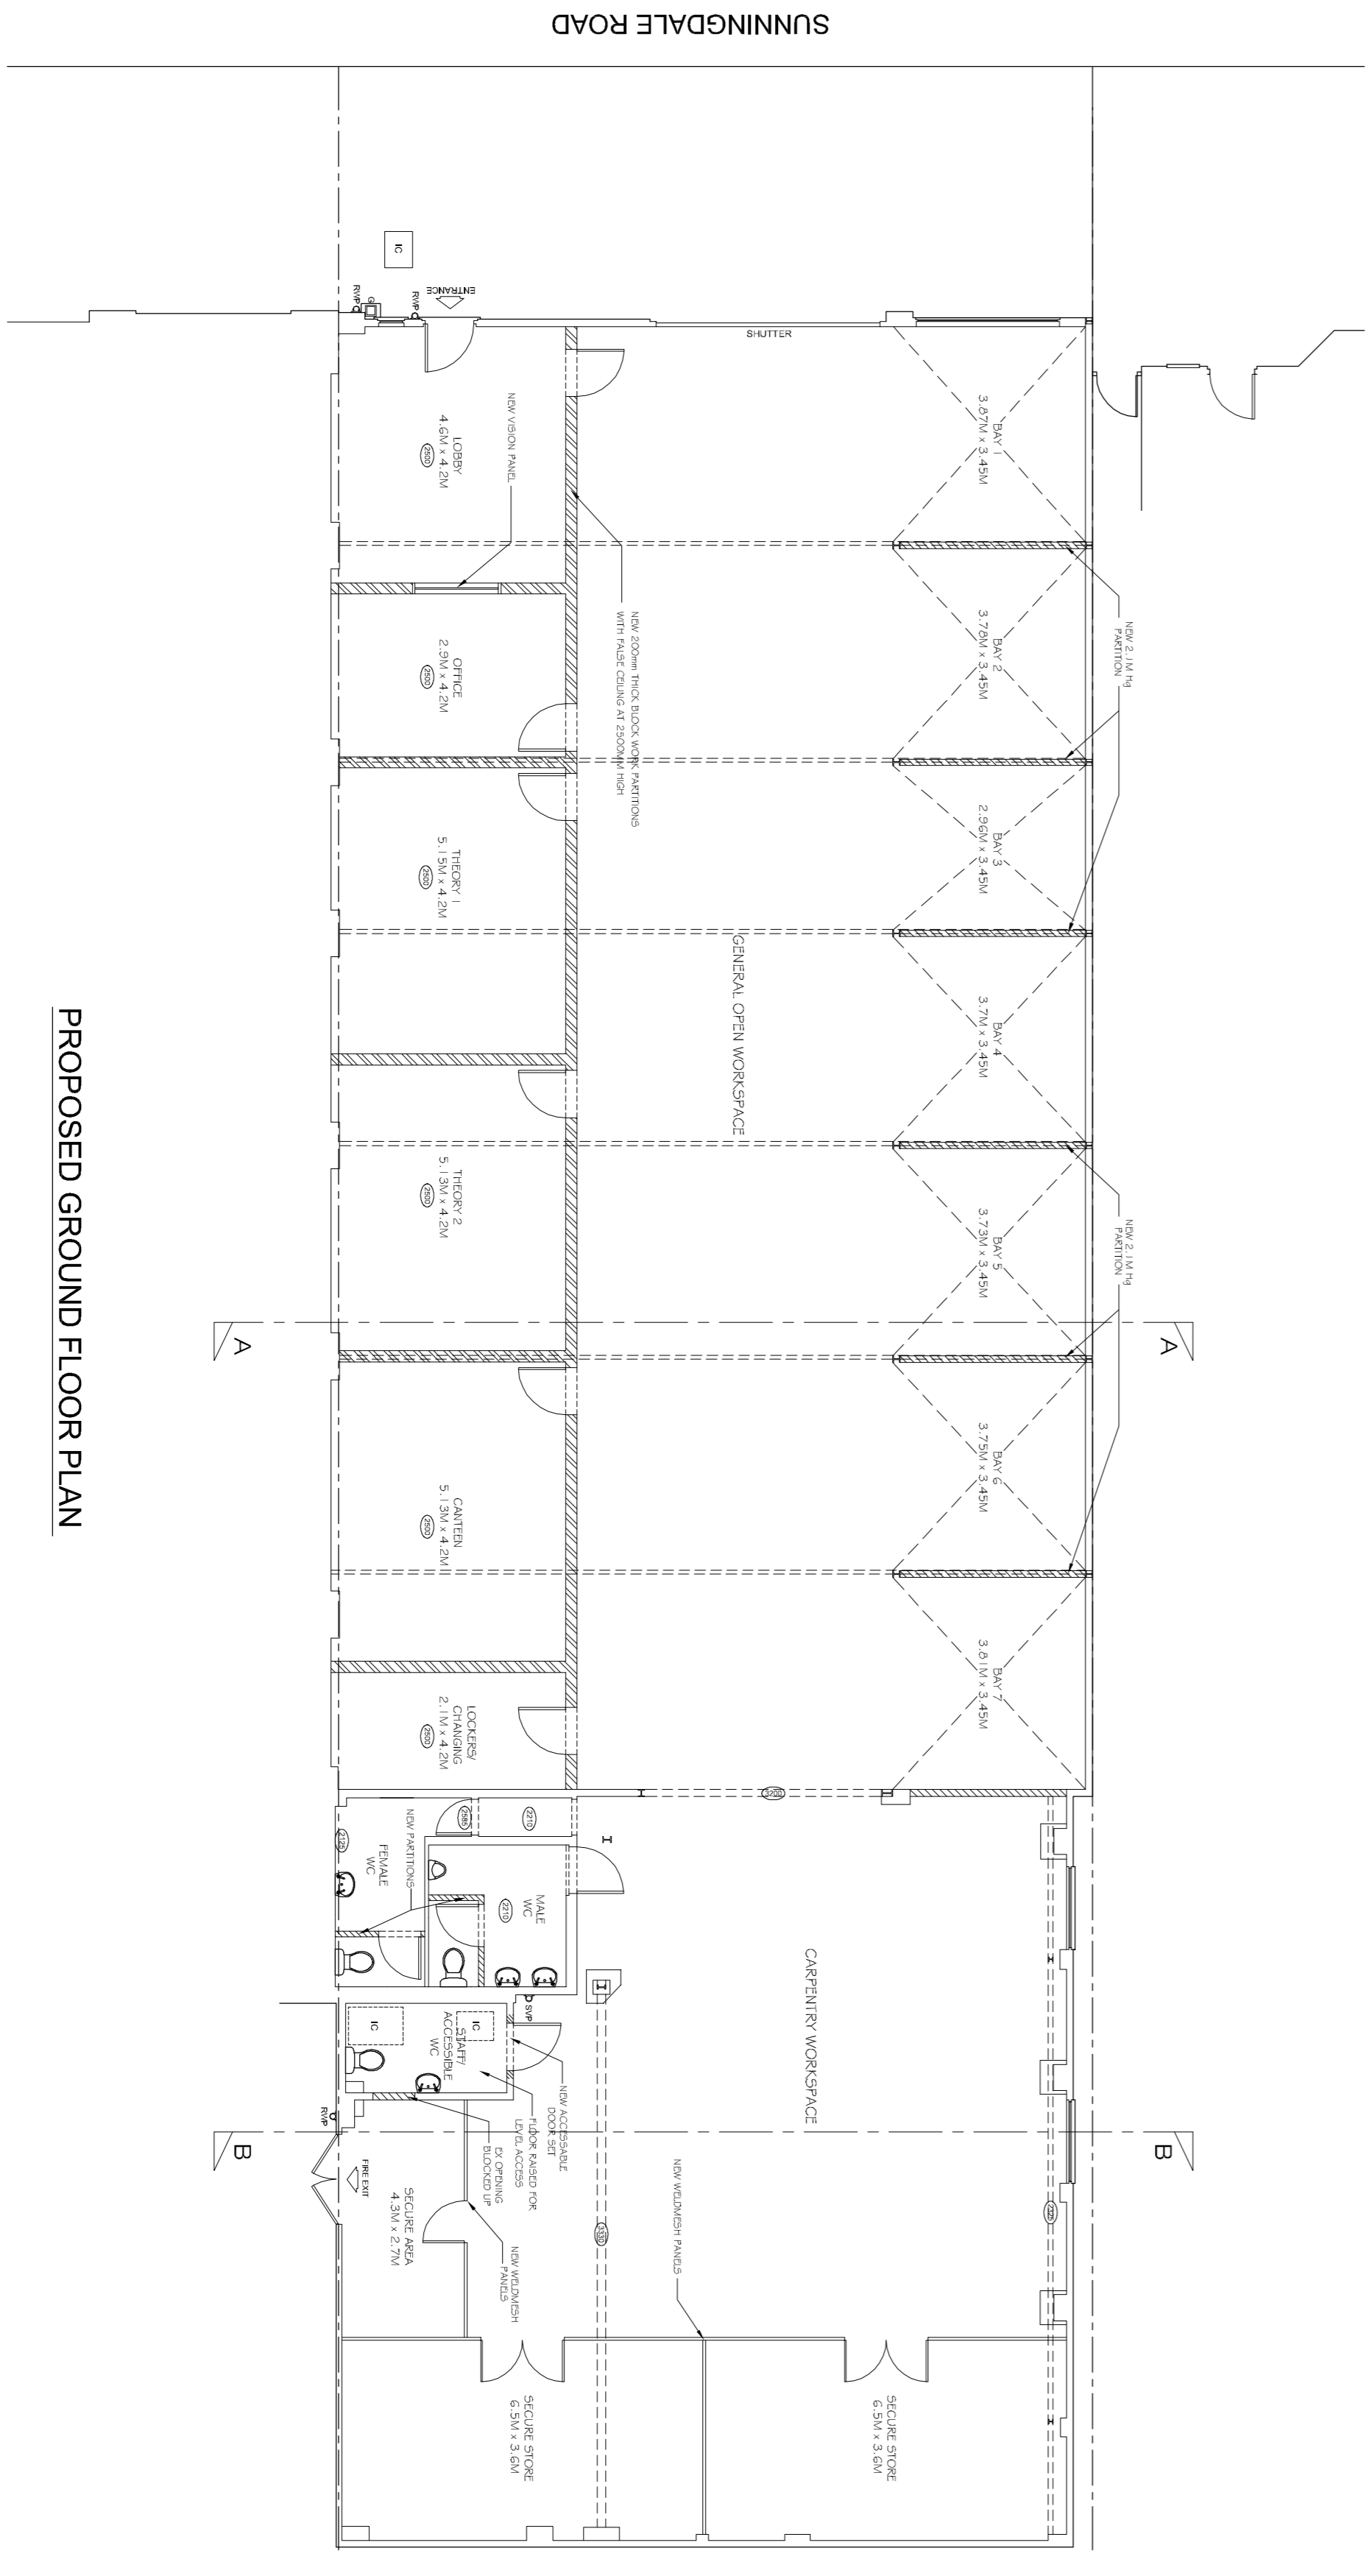 SUNNINGDALE ROAD
IC
RWP
G
RWP
ENTRANCE
SHUTTER
LOBBY
4.6M x 4.2M
2500
NEW VISION PANEL
BAY 1
3.87M x 3.45M
OFFICE
2.9M x 4.2M
2500
NEW 200mm THICK BLOCK WORK PARTITIONS
WITH FALSE CEILING AT 2500MM HIGH
BAY 2
3.78M x 3.45M
NEW 2.1M Hg
PARTITION
THEORY 1
5.15M x 4.2M
2500
BAY 3
2.96M x 3.45M
GENERAL OPEN WORKSPACE
BAY 4
3.7M x 3.45M
THEORY 2
5.13M x 4.2M
2500
BAY 5
3.73M x 3.45M
NEW 2.1M Hg
PARTITION
A
A
CANTEEN
5.13M x 4.2M
2500
BAY 6
3.75M x 3.45M
LOCKERS/
CHANGING
2.1M x 4.2M
2500
BAY 7
3.81M x 3.45M
3200
NEW PARTITIONS
2585
2210
2125
FEMALE
WC
MALE
WC
2210
SVP
IC
IC
STAFF/
ACCESSIBLE
WC
CARPENTRY WORKSPACE
NEW ACCESSABLE
DOOR SET
FLOOR RAISED FOR
LEVEL ACCESS
EX OPENING
BLOCKED UP
RWP
B
B
FIRE EXIT
SECURE AREA
4.3M x 2.7M
NEW WELDMESH
PANELS
3330
NEW WELDMESH PANELS
2325
SECURE STORE
6.5M x 3.6M
SECURE STORE
6.5M x 3.6M
PROPOSED GROUND FLOOR PLAN